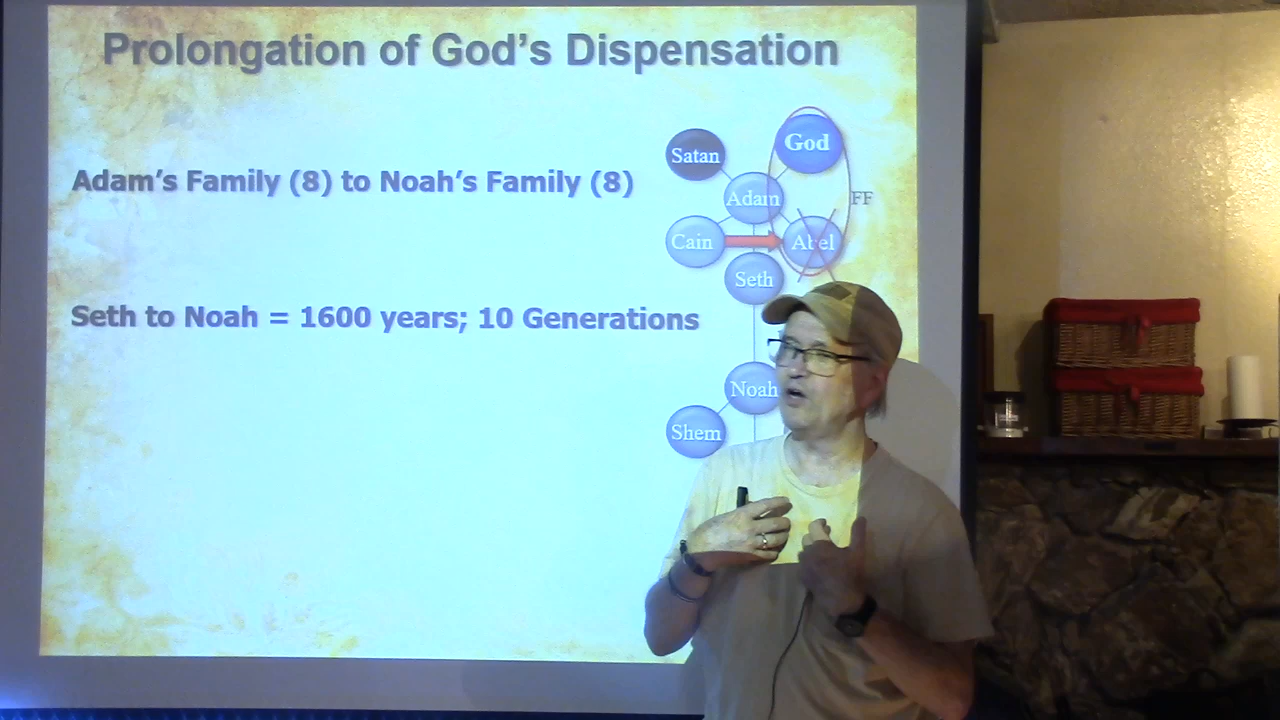 Prolongation of God's Dispensation
God
Satan
Adam's Family (8) to Noah's Family (8)
Adam
FF
Cain
Abel
Seth
Seth to Noah = 1600 years; 10 Generations
Noah
Shem